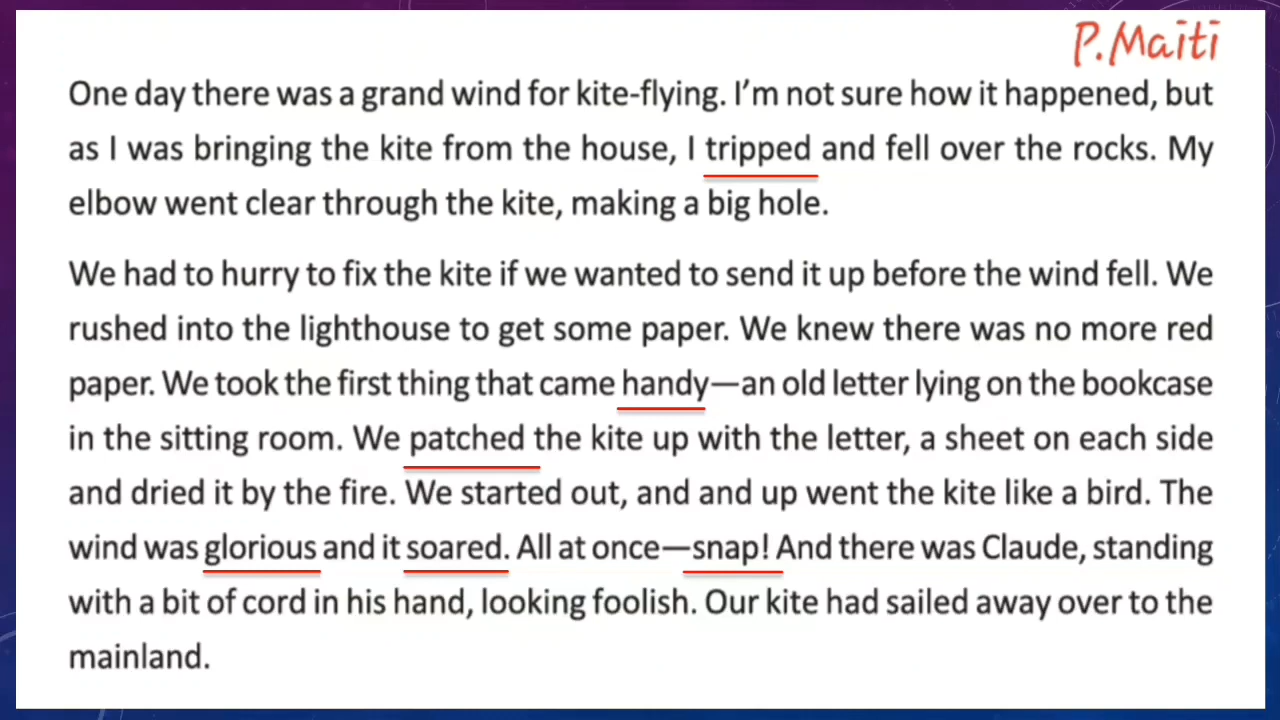 P.Maiti
One day there was a grand wind for kite-flying. I'm not sure how it happened, but
as I was bringing the kite from the house, I tripped and fell over the rocks. My
elbow went clear through the kite, making a big hole.
We had to hurry to fix the kite if we wanted to send it up before the wind fell. We
rushed into the lighthouse to get some paper. We knew there was no more red
paper. We took the first thing that came handy—an old letter lying on the bookcase
in the sitting room. We patched the kite up with the letter, a sheet on each side
and dried it by the fire. We started out, and and up went the kite like a bird. The
wind was glorious and it soared. All at once—snap! And there was Claude, standing
with a bit of cord in his hand, looking foolish. Our kite had sailed away over to the
mainland.